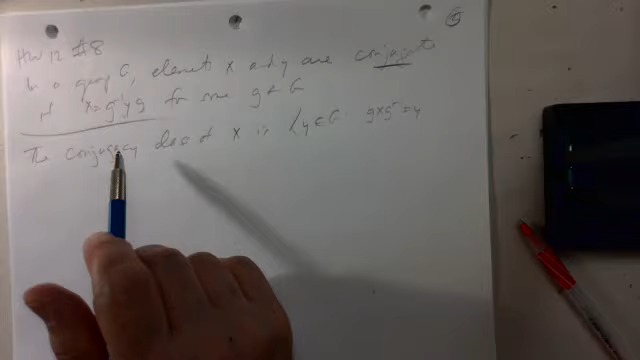 HW 12 #8
In a group G, elements x and y are conjugate
if x = g⁻¹yg for some g ∈ G
The conjugacy class of x is {y ∈ G: gxg⁻¹ = y